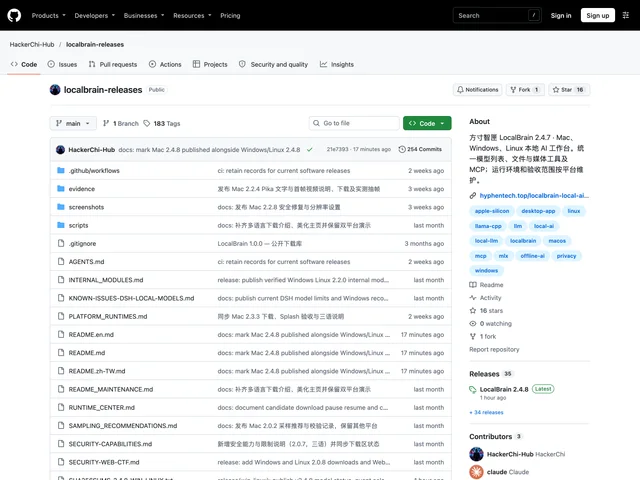 Products Developers Businesses Resources Pricing Search / Sign in Sign up
HackerChi-Hub / localbrain-releases
Code Issues Pull requests Actions Projects Security and quality Insights
localbrain-releases Public Notifications Fork 1 Star 16
main 1 Branch 183 Tags Go to file Code
HackerChi-Hub docs: mark Mac 2.4.8 published alongside Windows/Linux 2.4.8 21e7393 · 17 minutes ago 254 Commits
.github/workflows ci: retain records for current software releases 2 weeks ago
evidence 发布 Mac 2.2.4 Pika 文字与首帧视频说明、下载及实测抽帧 3 weeks ago
screenshots docs: 发布 Mac 2.2.8 安全修复与分辨率设置 3 weeks ago
scripts docs: 补齐多语言下载介绍、美化主页并保留双平台演示 last month
.gitignore LocalBrain 1.0.0 — 公开下载库 3 months ago
AGENTS.md ci: retain records for current software releases 2 weeks ago
INTERNAL_MODULES.md release: publish verified Windows Linux 2.2.0 internal mod... last month
KNOWN-ISSUES-DSH-LOCAL-MODELS.md docs: publish current DSH model limits and Windows reco... last month
PLATFORM_RUNTIMES.md 同步 Mac 2.3.3 下载、Splash 验收与三语说明 2 weeks ago
README.en.md docs: mark Mac 2.4.8 published alongside Windows/Linux ... 17 minutes ago
README.md docs: mark Mac 2.4.8 published alongside Windows/Linux ... 17 minutes ago
README.zh-TW.md docs: mark Mac 2.4.8 published alongside Windows/Linux ... 17 minutes ago
README_MAINTENANCE.md docs: 补齐多语言下载介绍、美化主页并保留双平台演示 last month
RUNTIME_CENTER.md docs: document candidate download pause resume and c... last month
SAMPLING_RECOMMENDATIONS.md docs: 发布 Mac 2.0.2 采样推荐与校验记录，保留其他平台 last month
SECURITY-CAPABILITIES.md 新增安全能力与限制说明（2.0.7，三语）并同步下载区状态 last month
SECURITY-WEB-CTF.md release: add Windows and Linux 2.0.8 downloads and Web... last month
About
方寸智匣 LocalBrain 2.4.7 · Mac、
Windows、Linux 本地 AI 工作台。统
一模型列表、文件与媒体工具及
MCP；运行环境和验收范围按平台维
护。
hyphentech.top/localbrain-local-ai...
apple-silicon desktop-app linux
llama-cpp llm local-ai
local-llm localbrain macos
mcp mlx offline-ai privacy
windows
Readme
Activity
16 stars
0 watching
1 fork
Report repository
Releases 35
LocalBrain 2.4.8 Latest
1 hour ago
+ 34 releases
Contributors 3
HackerChi-Hub HackerChi
claude Claude